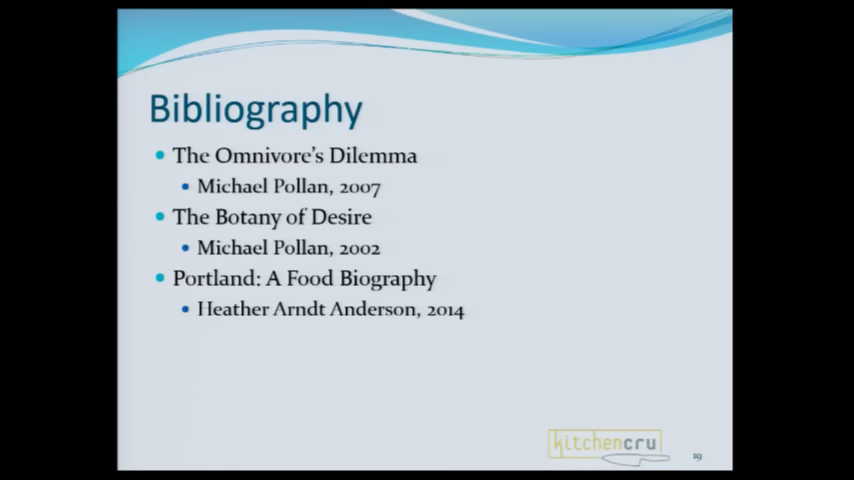 Bibliography
The Omnivore's Dilemma
Michael Pollan, 2007
The Botany of Desire
Michael Pollan, 2002
Portland: A Food Biography
Heather Arndt Anderson, 2014
kitchencru
19